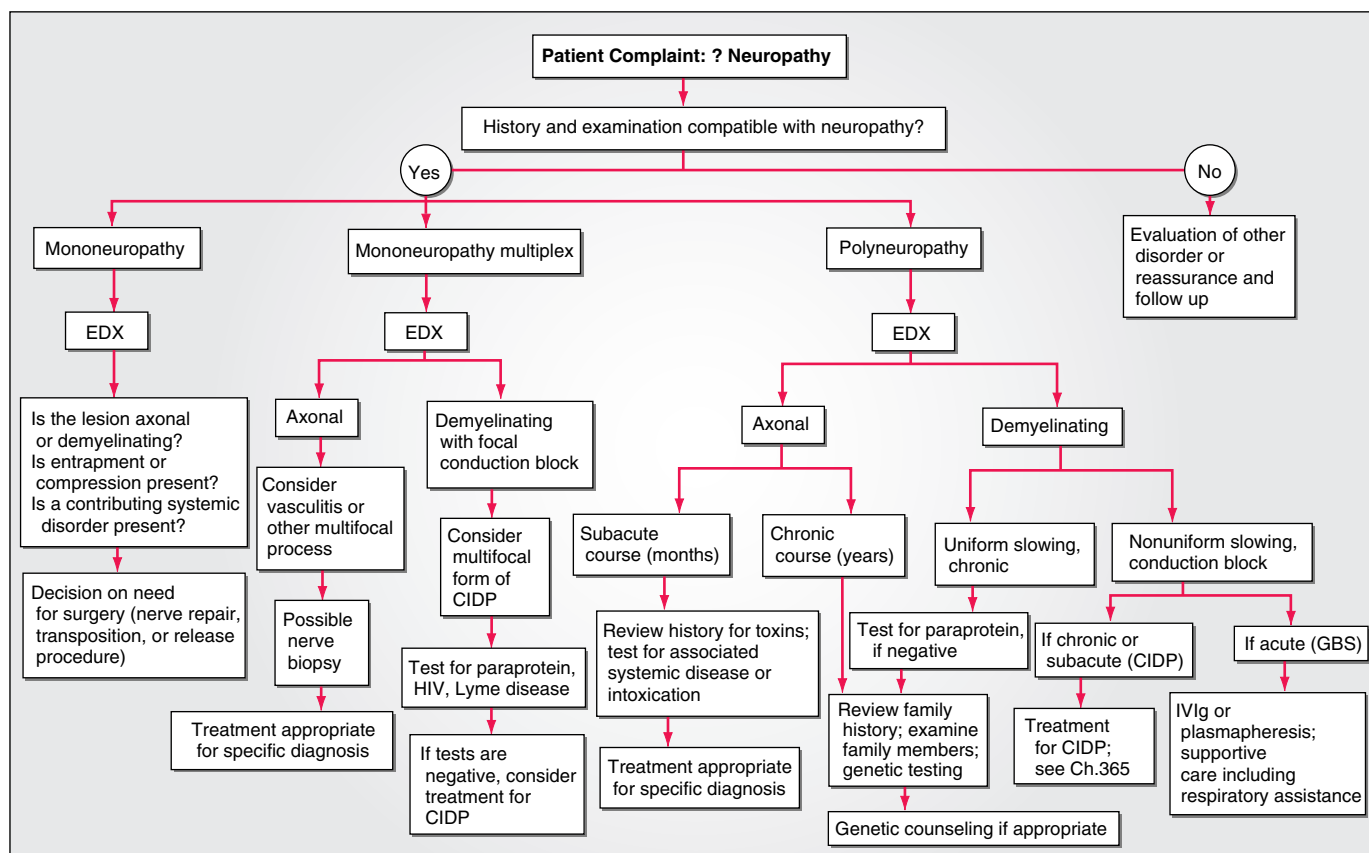 Patient Complaint: ? Neuropathy
History and examination compatible with neuropathy?
Yes
No
Mononeuropathy
Mononeuropathy multiplex
Polyneuropathy
Evaluation of other
disorder or
reassurance and
follow up
EDX
EDX
EDX
Is the lesion axonal
or demyelinating?
Is entrapment or
compression present?
Is a contributing systemic
disorder present?
Decision on need
for surgery (nerve repair,
transposition, or release
procedure)
Axonal
Consider
vasculitis or
other multifocal
process
Possible
nerve
biopsy
Treatment appropriate
for specific diagnosis
Demyelinating
with focal
conduction block
Consider
multifocal
form of
CIDP
Test for paraprotein,
HIV, Lyme disease
If tests are
negative, consider
treatment for
CIDP
Axonal
Subacute
course (months)
Review history for toxins;
test for associated
systemic disease or
intoxication
Treatment appropriate
for specific diagnosis
Chronic
course (years)
Demyelinating
Uniform slowing,
chronic
Test for paraprotein,
if negative
Review family
history; examine
family members;
genetic testing
Genetic counseling if appropriate
Nonuniform slowing,
conduction block
If chronic or
subacute (CIDP)
Treatment
for CIDP;
see Ch.365
If acute (GBS)
IVIg or
plasmapheresis;
supportive
care including
respiratory assistance